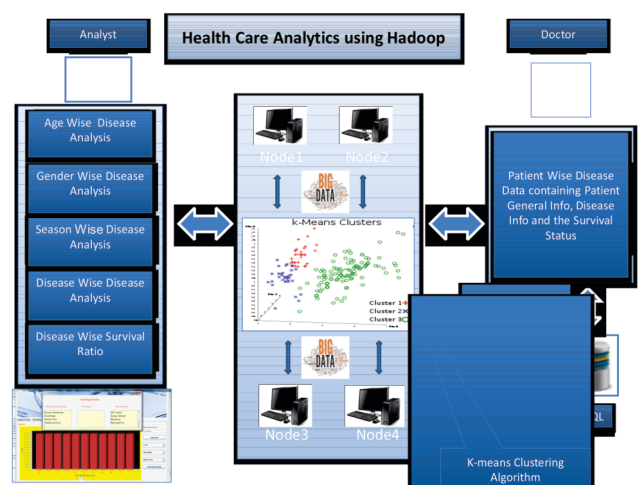 Analyst
Health Care Analytics using Hadoop
Doctor
Age Wise Disease
Analysis
Gender Wise Disease
Analysis
Season Wise Disease
Analysis
Disease Wise Disease
Analysis
Disease Wise Survival
Ratio
Node1
Node2
BIG
DATA
k-Means Clusters
Cluster 1
Cluster 2
Cluster 3
BIG
DATA
Node3
Node4
Patient Wise Disease
Data containing Patient
General Info, Disease
Info and the Survival
Status
QL
K-means Clustering
Algorithm